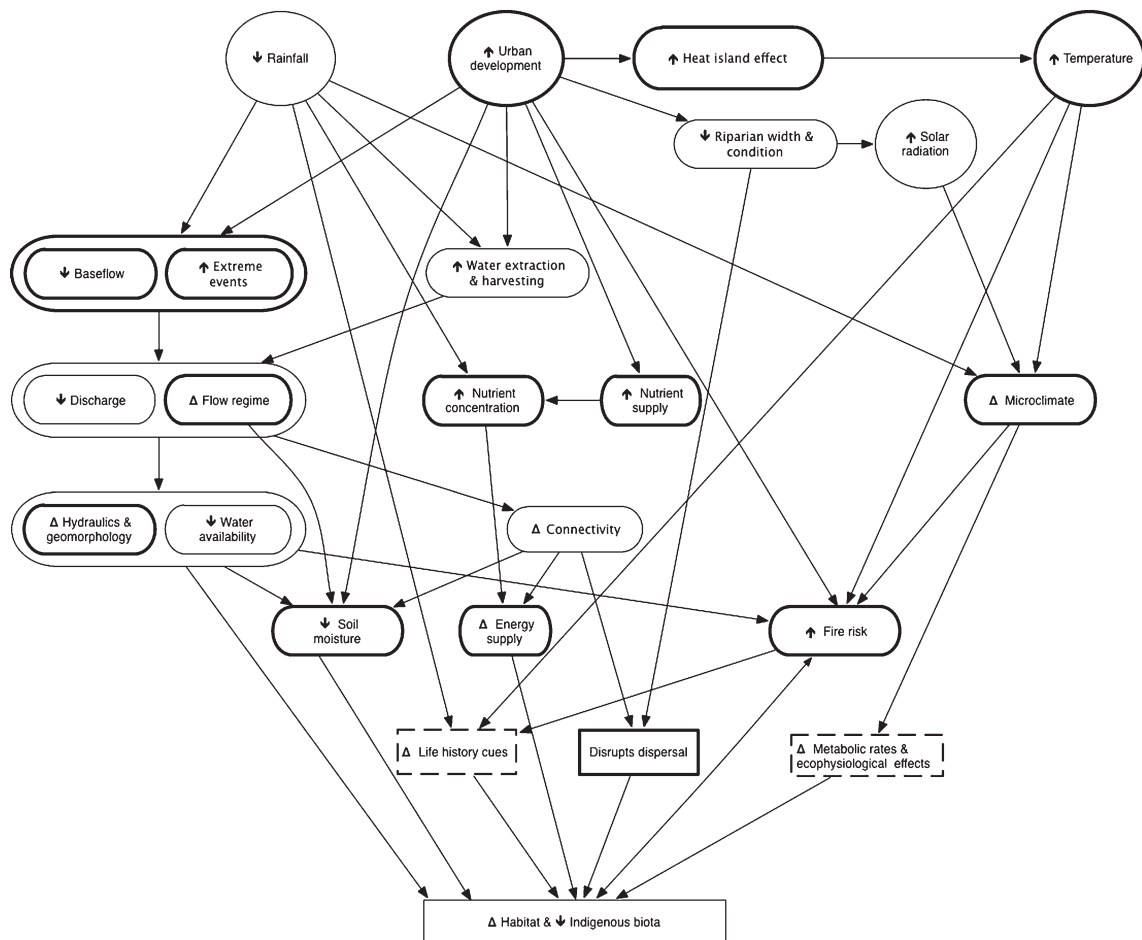 ↓ Rainfall
↑ Urban
development
↑ Heat island effect
↑ Temperature
↓ Riparian width &
condition
↑ Solar
radiation
↓ Baseflow
↑ Extreme
events
↑ Water extraction
& harvesting
↓ Discharge
Δ Flow regime
↑ Nutrient
concentration
↑ Nutrient
supply
Δ Microclimate
Δ Hydraulics &
geomorphology
↓ Water
availability
Δ Connectivity
↓ Soil
moisture
Δ Energy
supply
↑ Fire risk
Δ Life history cues
Disrupts dispersal
Δ Metabolic rates &
ecophysiological effects
Δ Habitat & ↓ Indigenous biota